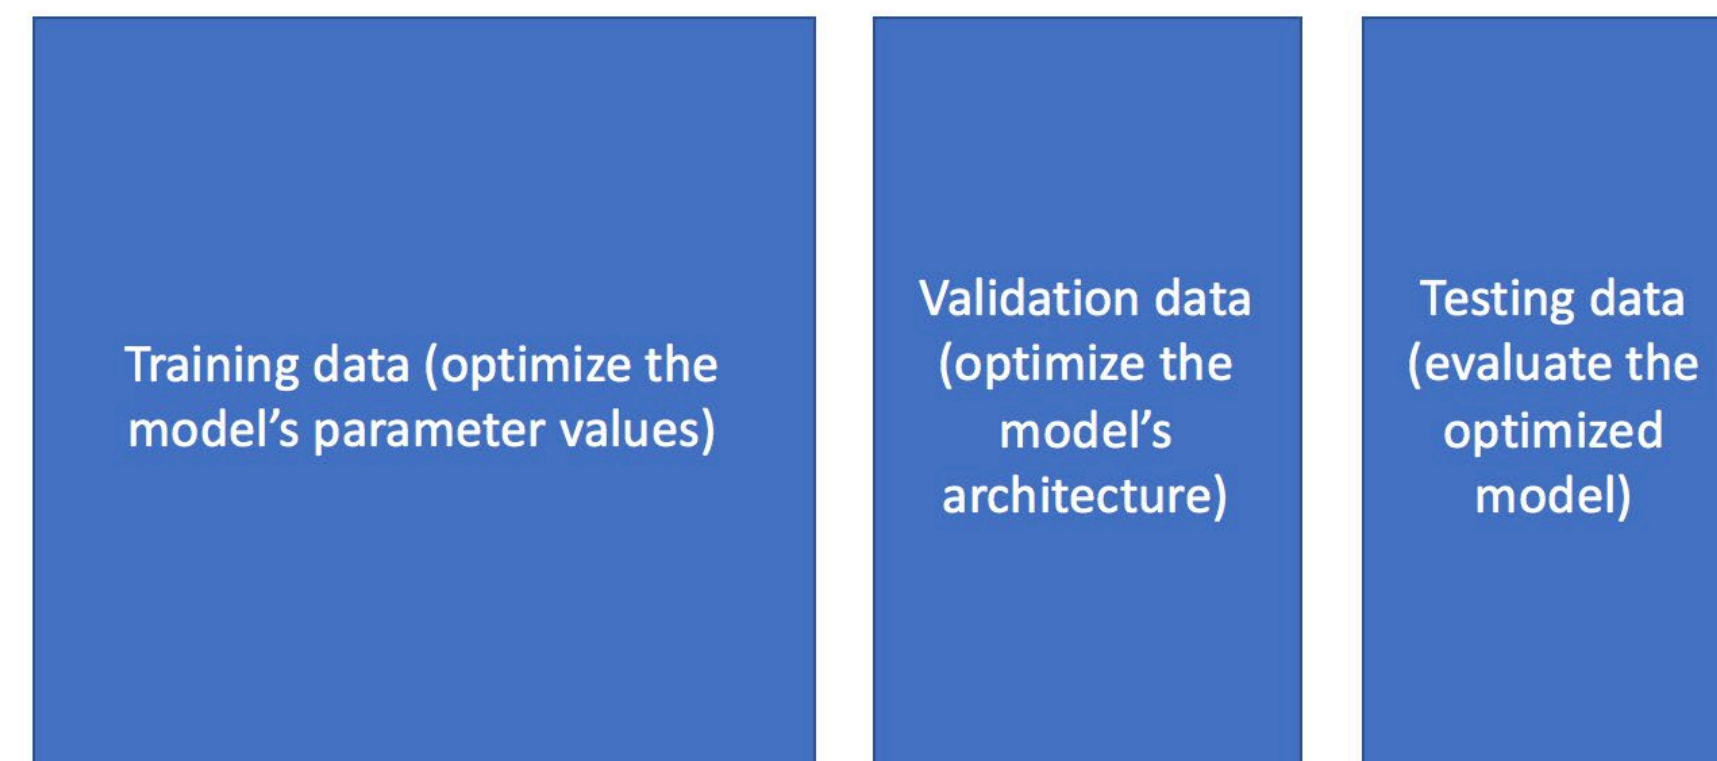 Training data (optimize the
model’s parameter values)
Validation data
(optimize the
model’s
architecture)
Testing data
(evaluate the
optimized
model)